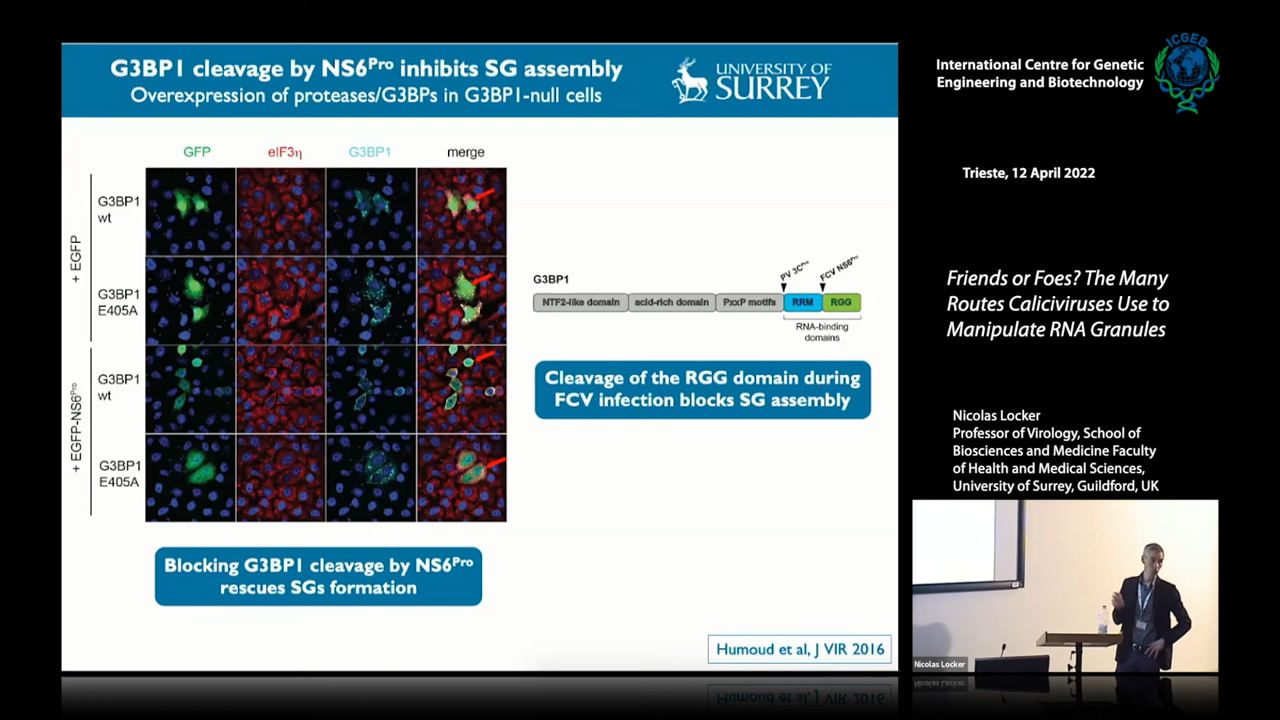 G3BP1 cleavage by NS6Pro inhibits SG assembly
Overexpression of proteases/G3BPs in G3BP1-null cells
UNIVERSITY OF
SURREY
GFP
eIF3η
G3BP1
merge
+ EGFP
G3BP1
wt
G3BP1
E405A
+ EGFP-NS6Pro
G3BP1
wt
G3BP1
E405A
Blocking G3BP1 cleavage by NS6Pro
rescues SGs formation
G3BP1
PV 3CPro
FCV NS6Pro
NTF2-like domain
acid-rich domain
PxxP motifs
RRM
RGG
RNA-binding
domains
Cleavage of the RGG domain during
FCV infection blocks SG assembly
Humoud et al, J VIR 2016
International Centre for Genetic
Engineering and Biotechnology
ICGEB
Trieste, 12 April 2022
Friends or Foes? The Many
Routes Caliciviruses Use to
Manipulate RNA Granules
Nicolas Locker
Professor of Virology, School of
Biosciences and Medicine Faculty
of Health and Medical Sciences,
University of Surrey, Guildford, UK
Nicolas Locker